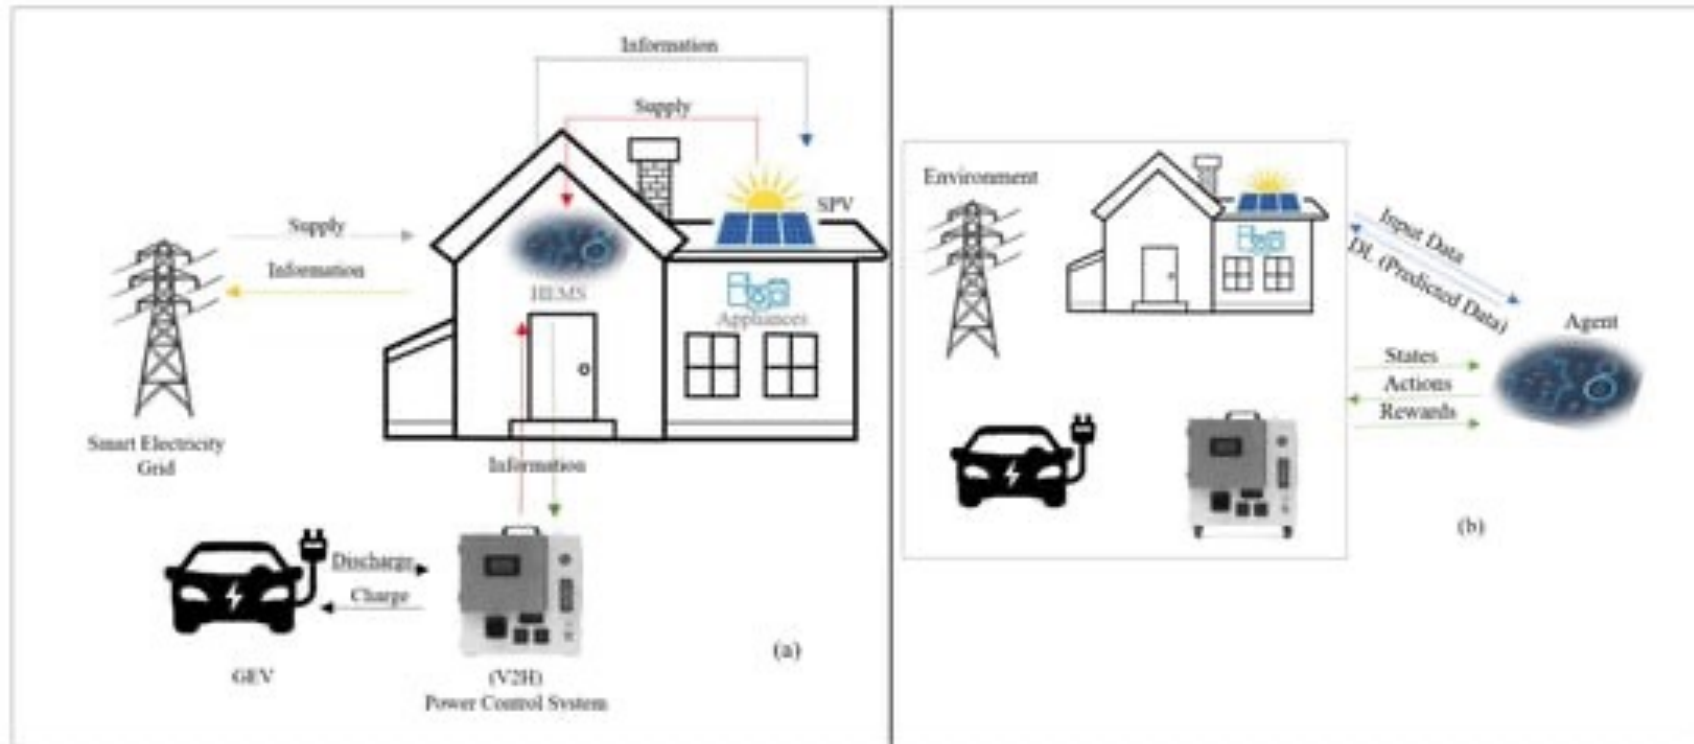 Information
Supply
SPV
Supply
Information
HEMS
Appliances
Smart Electricity
Grid
Information
Discharge
Charge
GEV
(V2H)
Power Control System
(a)
Environment
Input Data
DL (Predicted Data)
Agent
States
Actions
Rewards
(b)